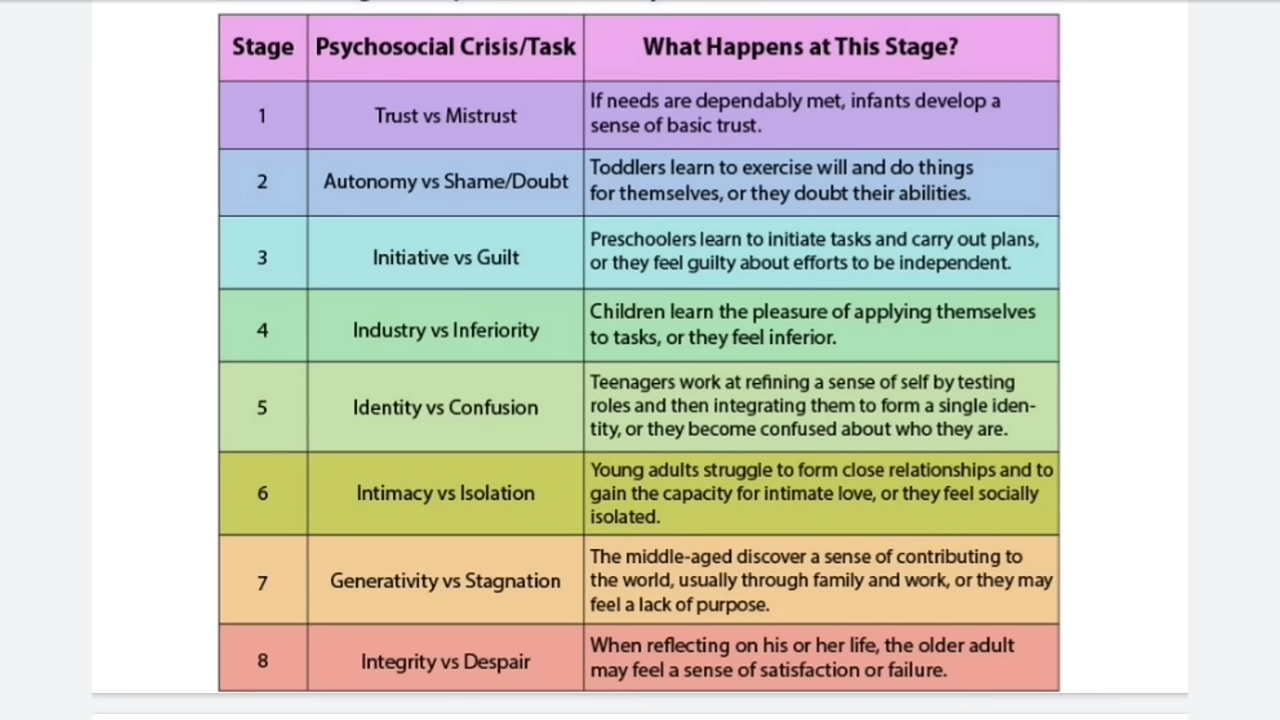 Stage Psychosocial Crisis/Task What Happens at This Stage?
1 Trust vs Mistrust If needs are dependably met, infants develop a
sense of basic trust.
2 Autonomy vs Shame/Doubt Toddlers learn to exercise will and do things
for themselves, or they doubt their abilities.
3 Initiative vs Guilt Preschoolers learn to initiate tasks and carry out plans,
or they feel guilty about efforts to be independent.
4 Industry vs Inferiority Children learn the pleasure of applying themselves
to tasks, or they feel inferior.
5 Identity vs Confusion Teenagers work at refining a sense of self by testing
roles and then integrating them to form a single iden-
tity, or they become confused about who they are.
6 Intimacy vs Isolation Young adults struggle to form close relationships and to
gain the capacity for intimate love, or they feel socially
isolated.
7 Generativity vs Stagnation The middle-aged discover a sense of contributing to
the world, usually through family and work, or they may
feel a lack of purpose.
8 Integrity vs Despair When reflecting on his or her life, the older adult
may feel a sense of satisfaction or failure.